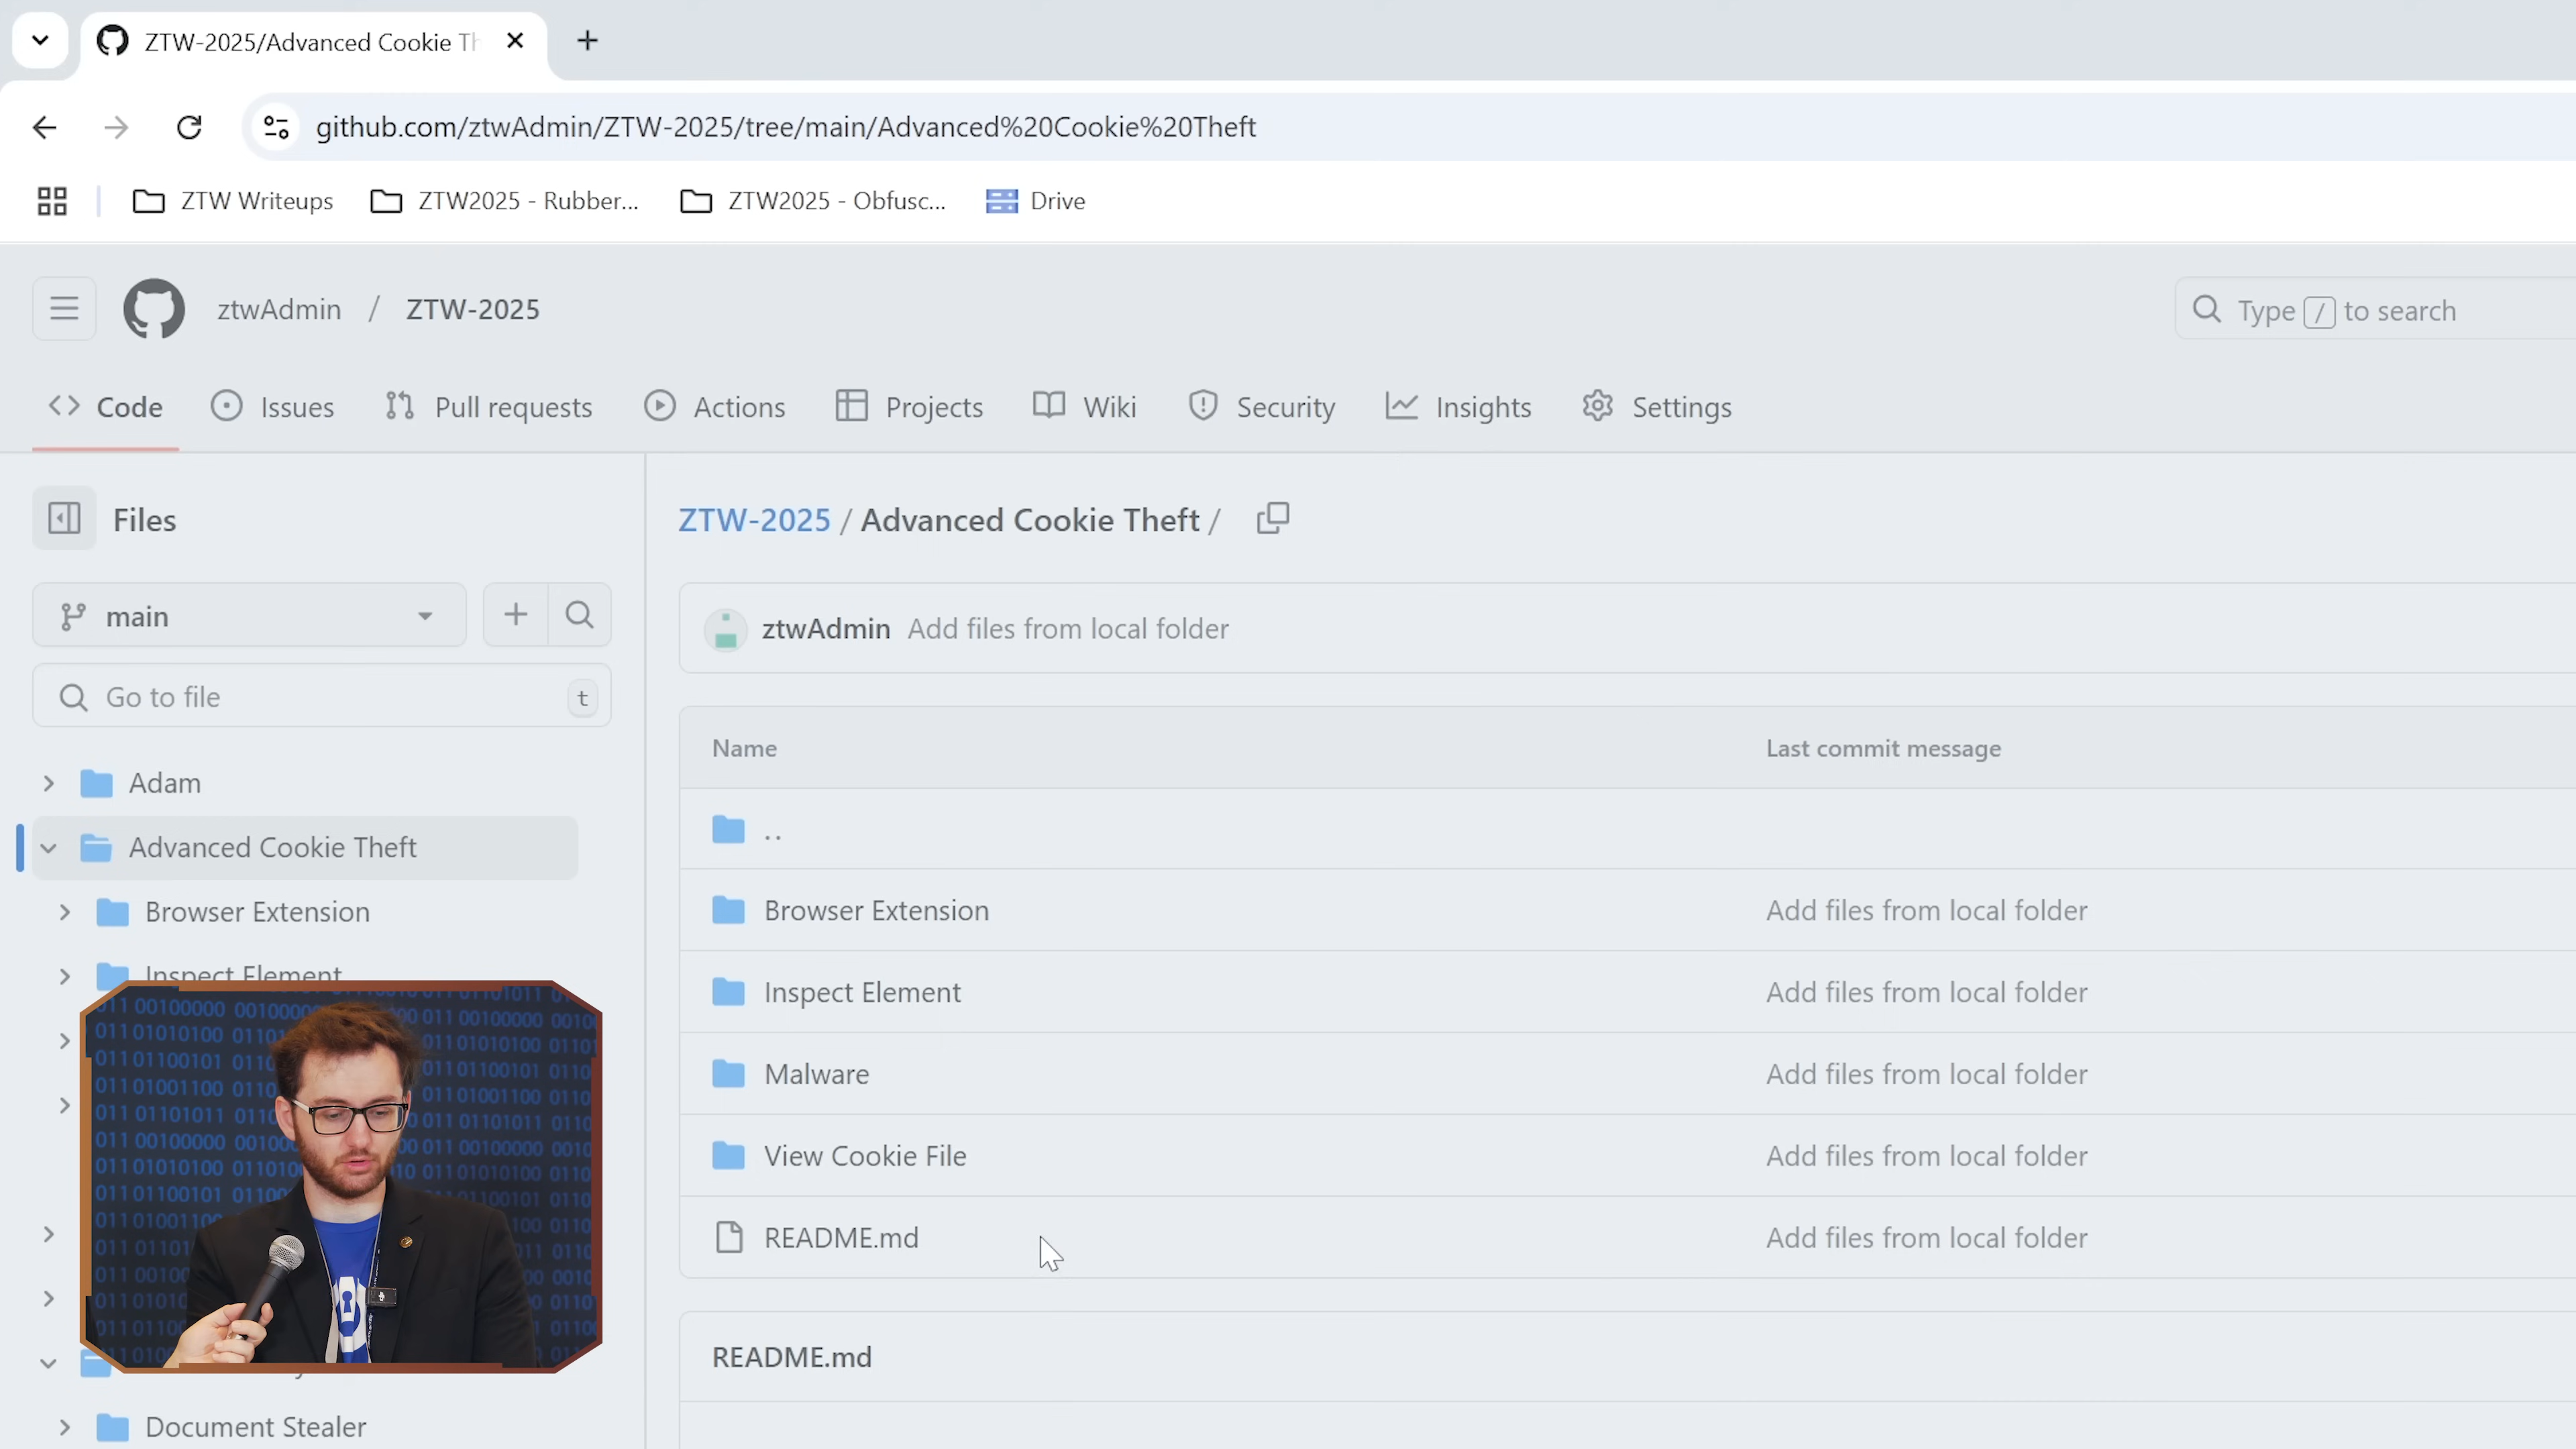 ZTW-2025/Advanced Cookie Th
github.com/ztwAdmin/ZTW-2025/tree/main/Advanced%20Cookie%20Theft
ZTW Writeups
ZTW2025 - Rubber...
ZTW2025 - Obfusc...
Drive
ztwAdmin / ZTW-2025
Type / to search
Code
Issues
Pull requests
Actions
Projects
Wiki
Security
Insights
Settings
Files
main
Go to file
t
Adam
Advanced Cookie Theft
Browser Extension
Inspect Element
Document Stealer
ZTW-2025 / Advanced Cookie Theft /
ztwAdmin Add files from local folder
Name
Last commit message
..
Browser Extension
Add files from local folder
Inspect Element
Add files from local folder
Malware
Add files from local folder
View Cookie File
Add files from local folder
README.md
Add files from local folder
README.md